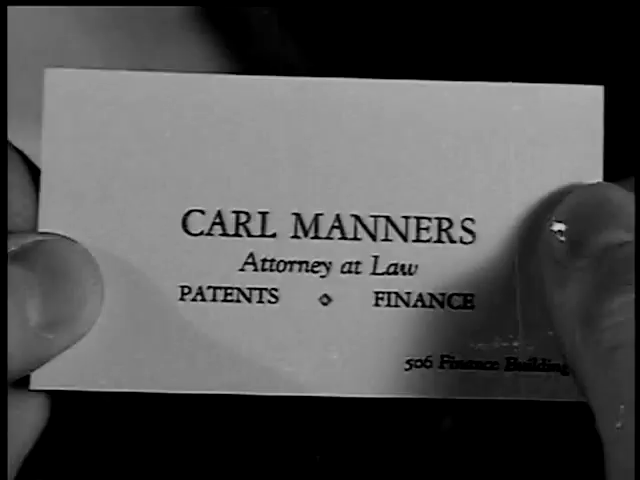 CARL MANNERS
Attorney at Law
PATENTS ⋄ FINANCE
506 Finance Building